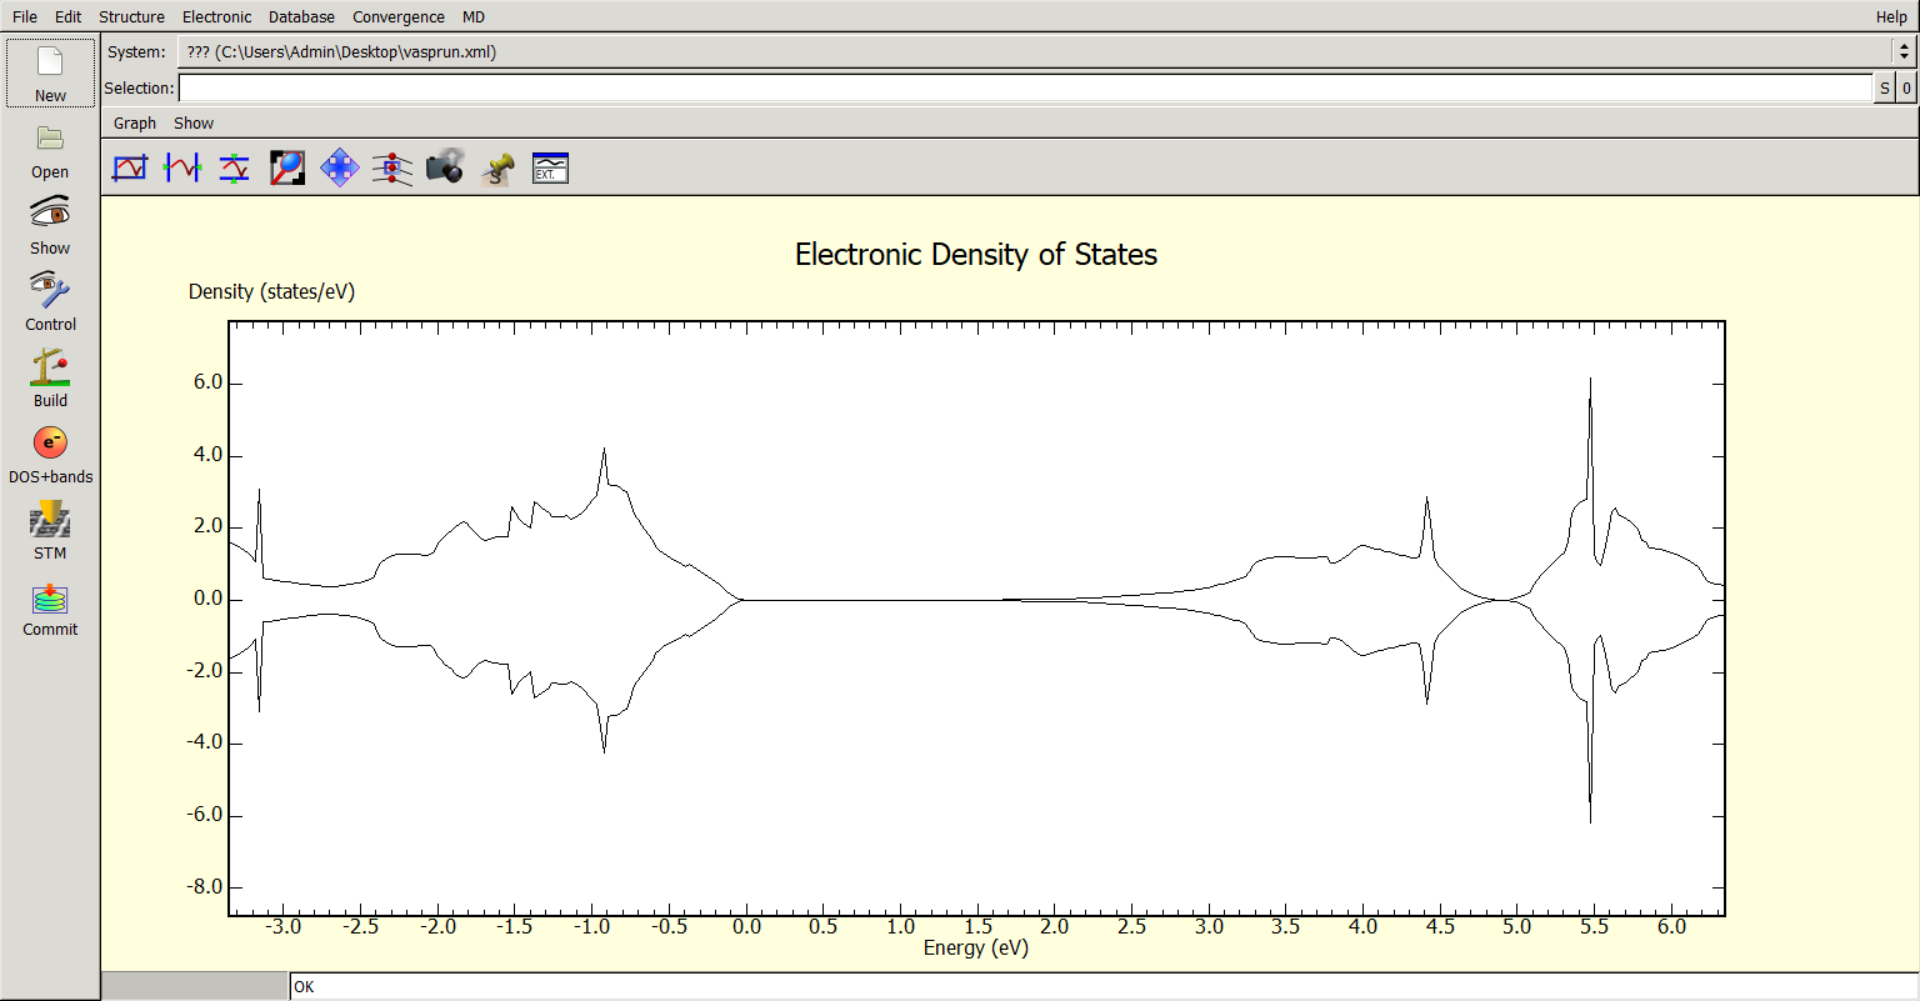 File Edit Structure Electronic Database Convergence MD Help
System: ??? (C:\Users\Admin\Desktop\vasprun.xml)
Selection: S 0
Graph Show
EXT.
New
Open
Show
Control
Build
e-
DOS+bands
STM
Commit
Electronic Density of States
Density (states/eV)
6.0
4.0
2.0
0.0
-2.0
-4.0
-6.0
-8.0
-3.0 -2.5 -2.0 -1.5 -1.0 -0.5 0.0 0.5 1.0 1.5 2.0 2.5 3.0 3.5 4.0 4.5 5.0 5.5 6.0
Energy (eV)
OK